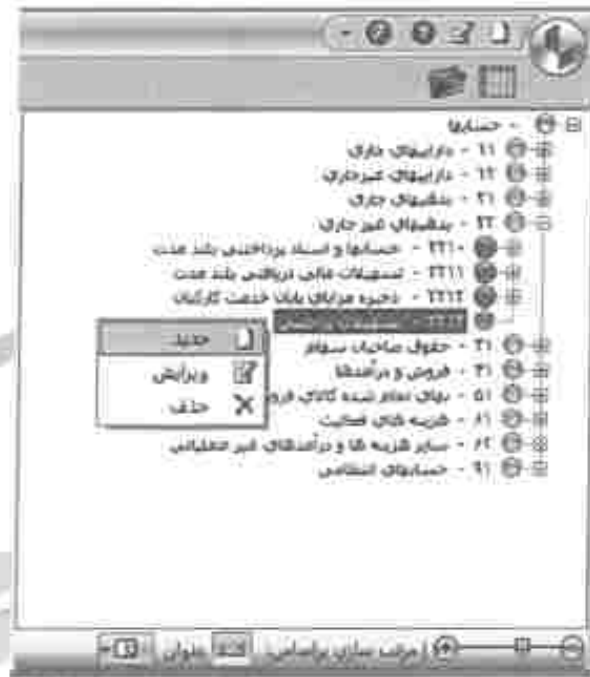 حسابها
۱۱ - داراییهای جاری
۱۲ - داراییهای غیرجاری
۲۱ - بدهیهای جاری
۲۲ - بدهیهای غیر جاری
۲۲۱۰ - حسابها و اسناد پرداختنی بلند مدت
۲۲۱۱ - تسهیلات مالی دریافتنی بلند مدت
۲۲۱۲ - ذخیره مزایای پایان خدمت کارکنان
جدید
ویرایش
حذف
۳۱ - حقوق صاحبان سهام
۴۱ - فروش و درآمدها
۵۱ - بهای تمام شده کالای
۶۱ - هزینه های فعالیت
۶۲ - سایر هزینه ها و درآمدهای غیر عملیاتی
۹۱ - حسابهای انتظامی
مرتب سازی براساس: عنوان